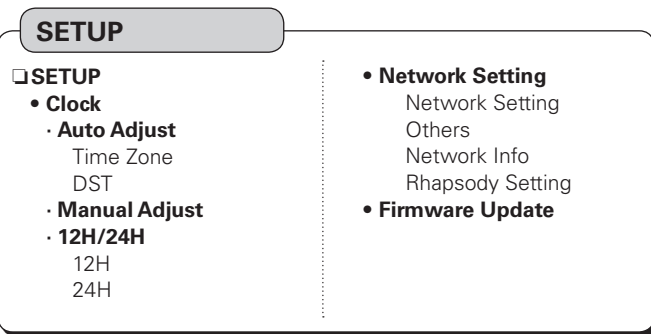 SETUP
❏SETUP
• Clock
· Auto Adjust
Time Zone
DST
· Manual Adjust
· 12H/24H
12H
24H
• Network Setting
Network Setting
Others
Network Info
Rhapsody Setting
• Firmware Update